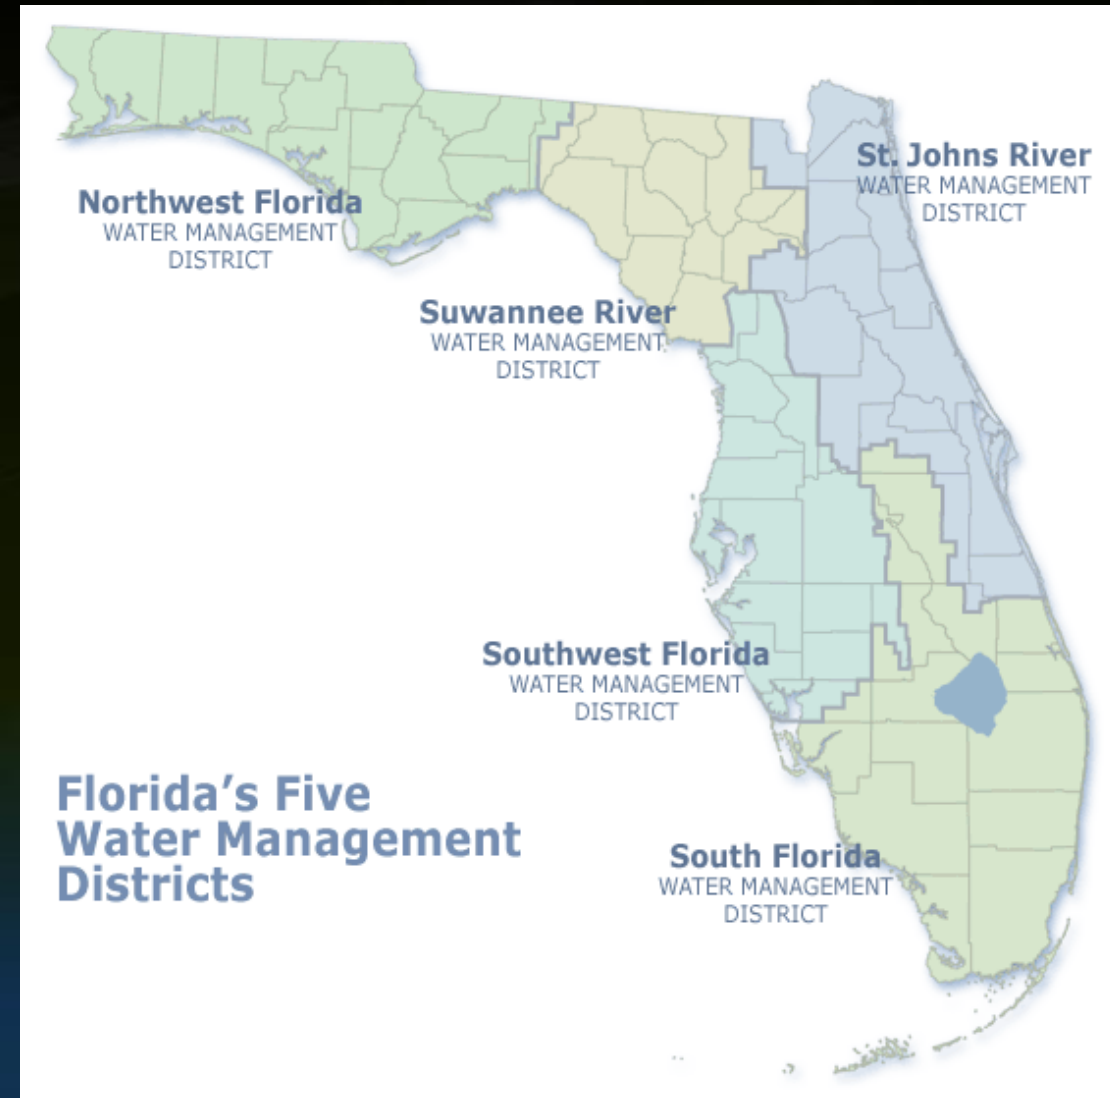 St. Johns River
WATER MANAGEMENT
DISTRICT
Northwest Florida
WATER MANAGEMENT
DISTRICT
Suwannee River
WATER MANAGEMENT
DISTRICT
Southwest Florida
WATER MANAGEMENT
DISTRICT
Florida’s Five
Water Management
Districts
South Florida
WATER MANAGEMENT
DISTRICT